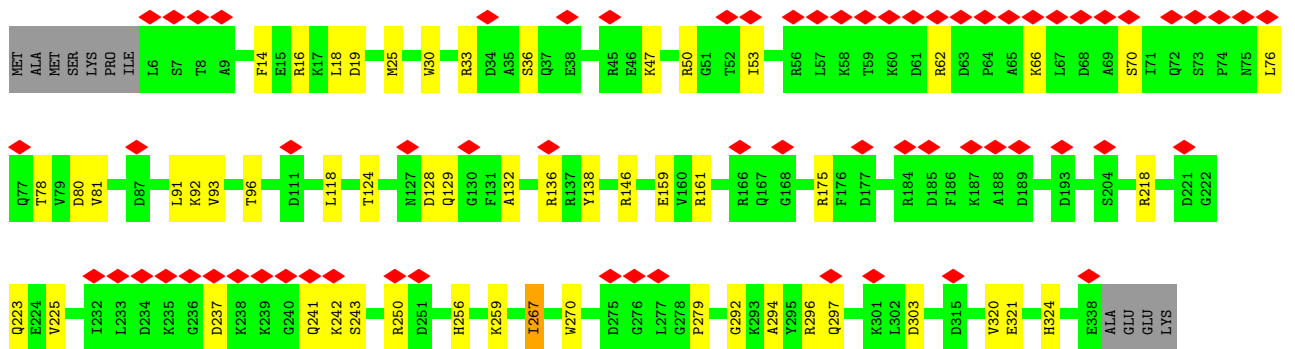 MET ALA MET SER LYS PRO ILE L6 S7 T8 A9 F14 E15 R16 K17 L18 D19 M25 W30 R33 D34 A35 S36 Q37 E38 R45 E46 K47 R50 G51 T52 I53 R56 L57 K58 T59 K60 D61 R62 D63 P64 A65 K66 L67 D68 A69 S70 I71 Q72 S73 P74 N75 L76
Q77 T78 V79 D80 V81 D87 L91 K92 V93 T96 D111 L118 T124 N127 D128 Q129 G130 F131 A132 R136 R137 Y138 R146 E159 V160 R161 R166 Q167 G168 R175 F176 D177 R184 D185 F186 K187 A188 D189 D193 S204 R218 D221 G222
Q223 E224 V225 I232 L233 D234 K235 G236 D237 K238 K239 G240 Q241 K242 S243 R250 D251 H256 K259 I267 W270 D275 G276 L277 G278 P279 G292 K293 A294 Y295 R296 Q297 K301 L302 D303 D315 V320 E321 H324 E338 ALA GLU GLU LYS